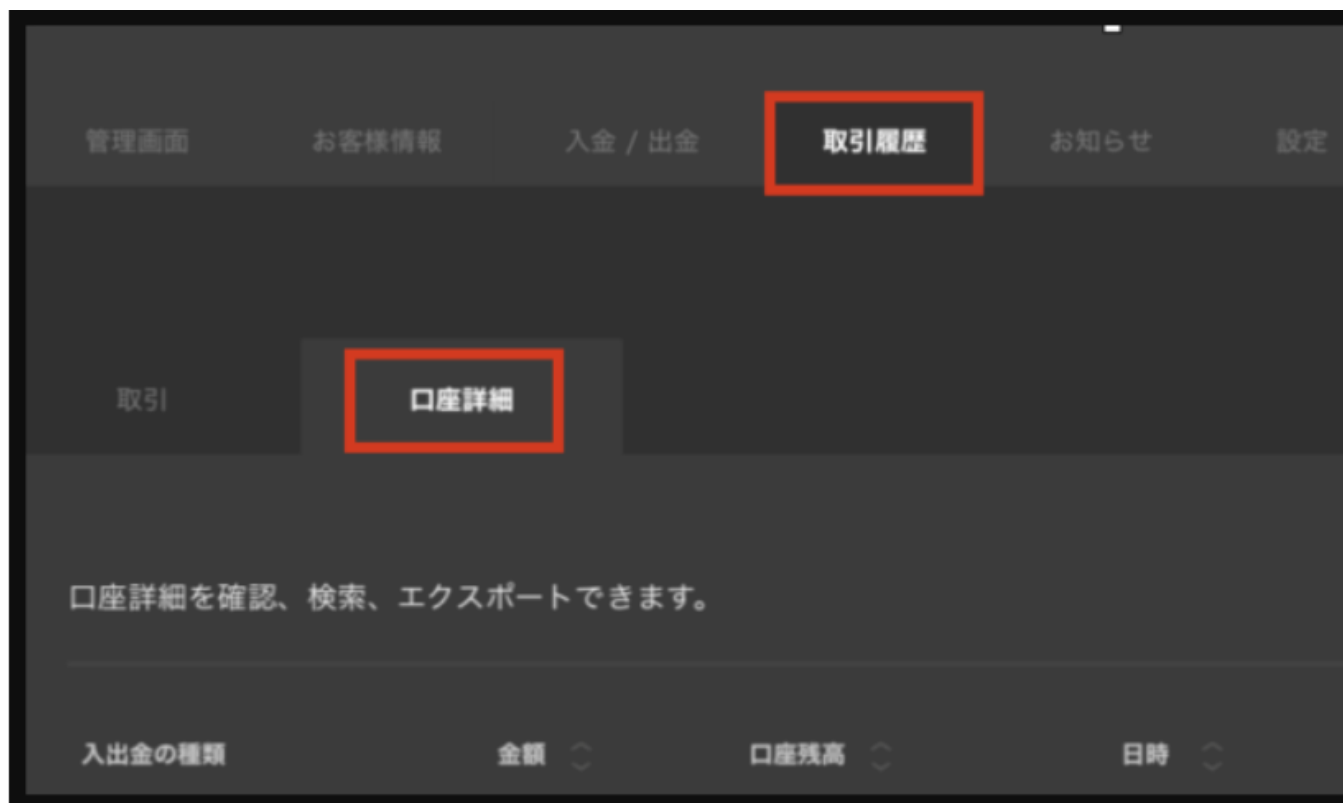 管理画面 お客様情報 入金 / 出金 取引履歴 お知らせ 設定
取引 口座詳細
口座詳細を確認、検索、エクスポートできます。
入出金の種類 金額 口座残高 日時